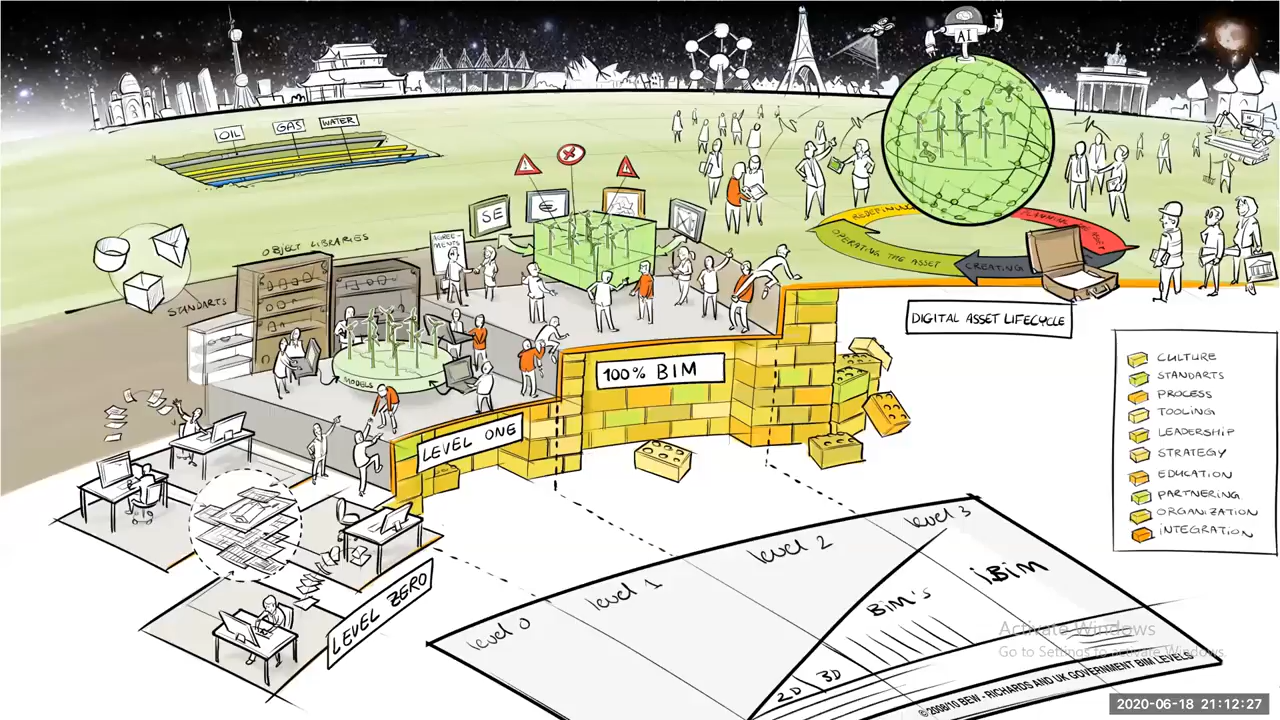 AI
OIL
GAS
WATER
SE
€
AGREE-
MENTS
REDEFINING
OPERATING THE ASSET
CREATING
OBJECT LIBRARIES
STANDARTS
MODELS
DIGITAL ASSET LIFECYCLE
100% BIM
LEVEL ONE
LEVEL ZERO
CULTURE
STANDARTS
PROCESS
TOOLING
LEADERSHIP
STRATEGY
EDUCATION
PARTNERING
ORGANIZATION
INTEGRATION
level 0
level 1
level 2
level 3
BIM's
iBIM
2D
3D
Activate Windows
Go to Settings to activate Windows.
© 2008/10 BEW - RICHARDS AND UK GOVERNMENT BIM LEVELS
2020-06-18 21:12:27